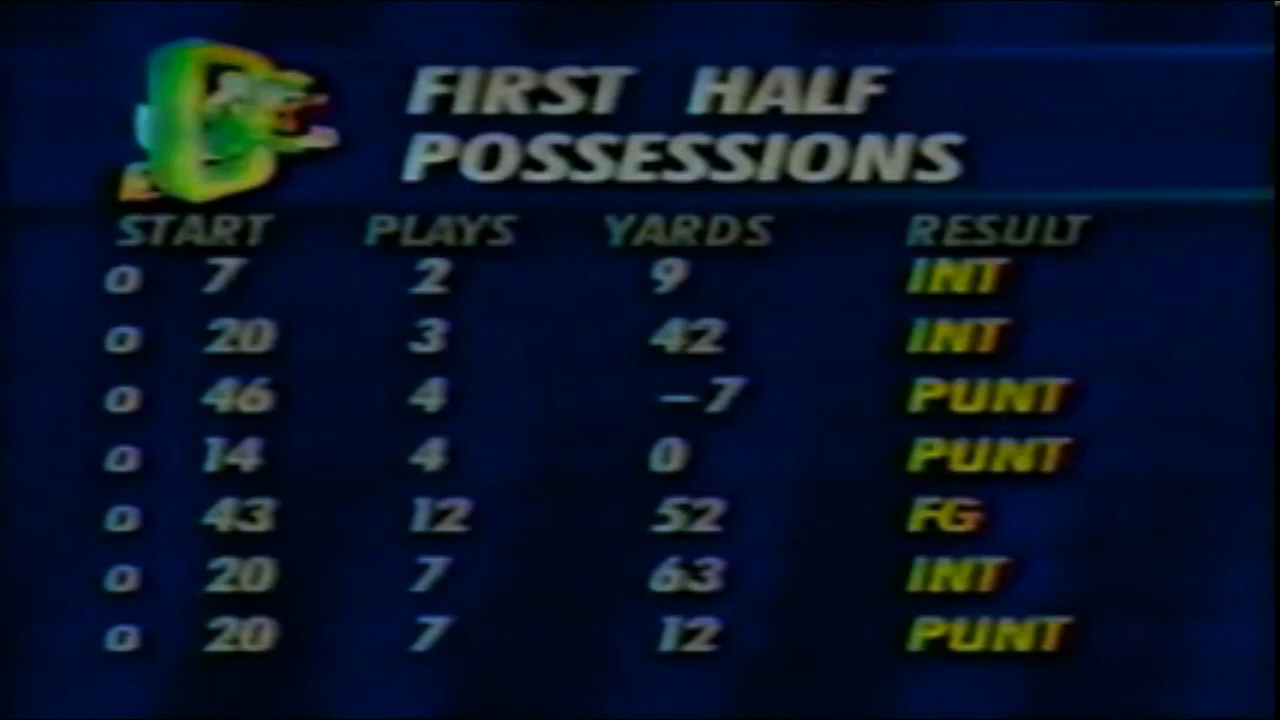 FIRST HALF
POSSESSIONS
START PLAYS YARDS RESULT
O 7 2 9 INT
O 20 3 42 INT
O 46 4 -7 PUNT
O 14 4 0 PUNT
O 43 12 52 FG
O 20 7 63 INT
O 20 7 12 PUNT